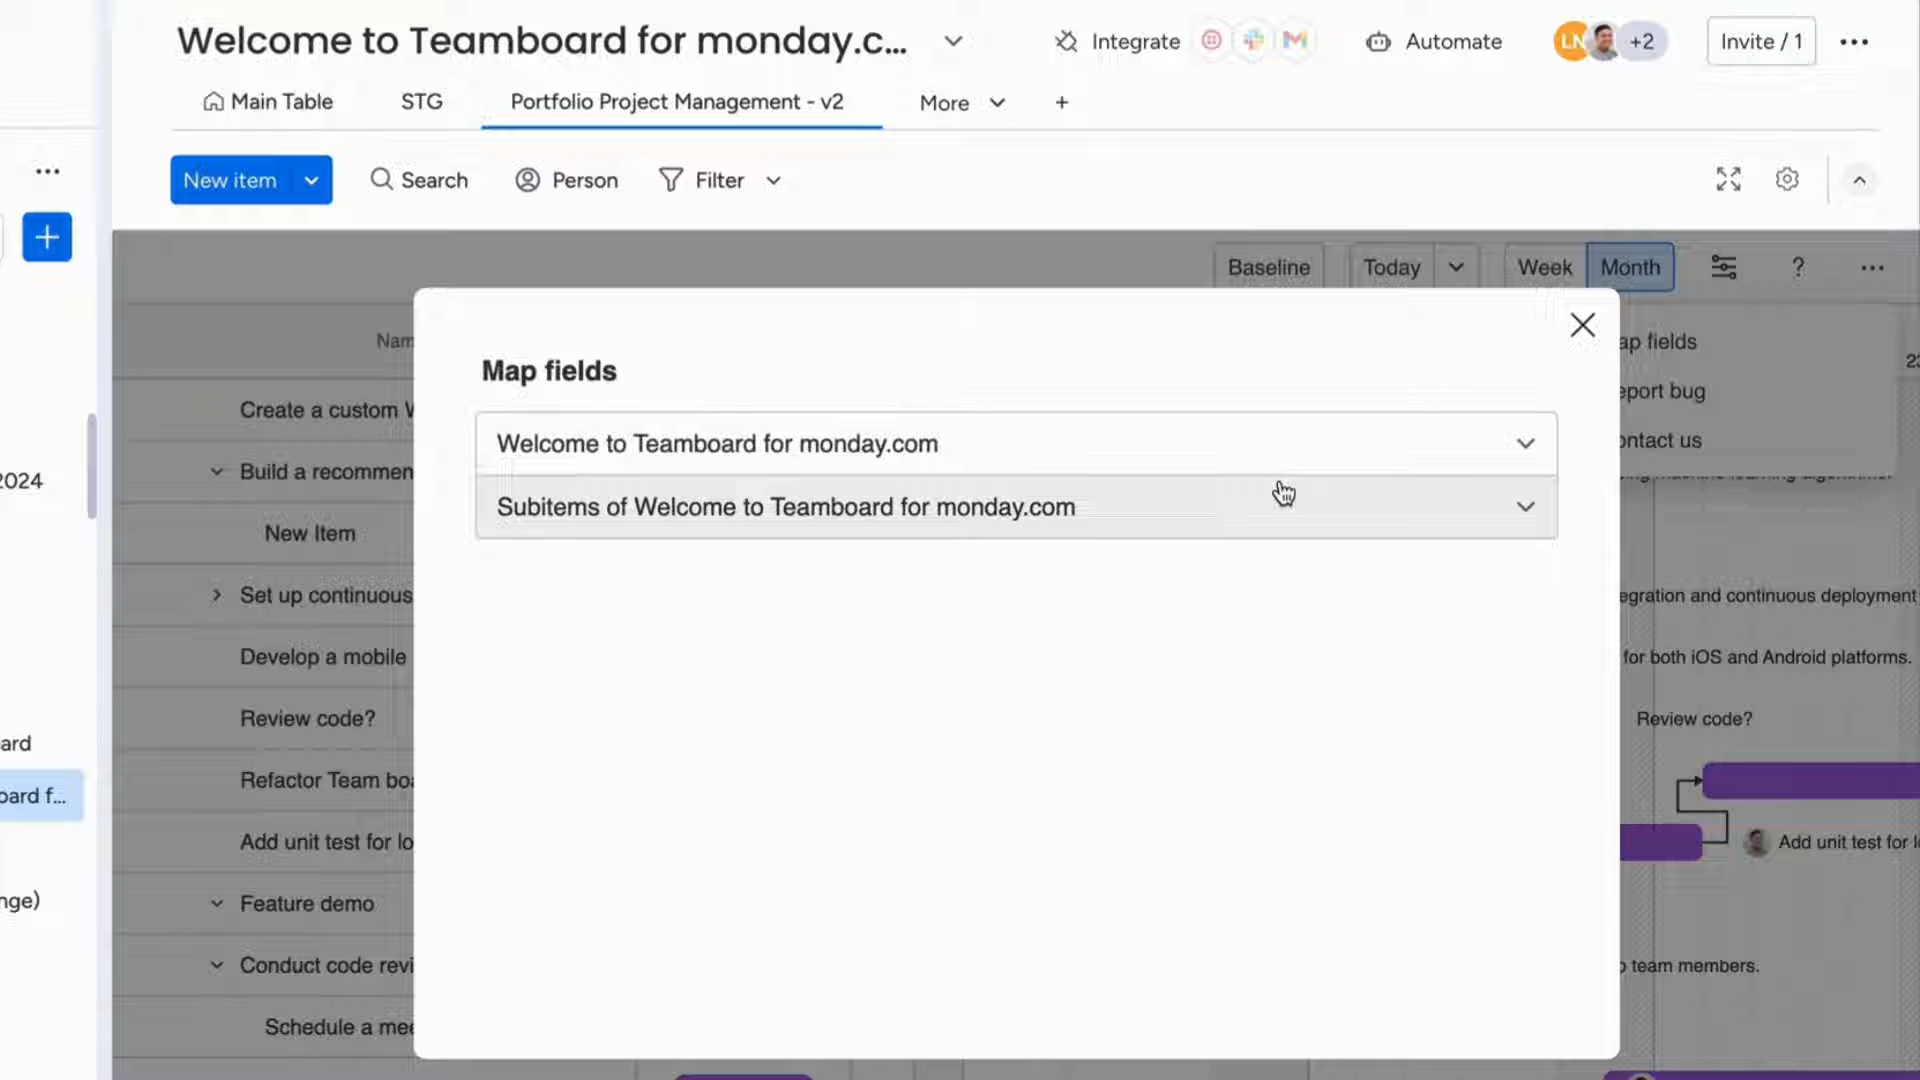 Welcome to Teamboard for monday.c...
Integrate
Automate
LN
+2
Invite / 1
Main Table
STG
Portfolio Project Management - v2
More
+
New item
Search
Person
Filter
Baseline
Today
Week
Month
?
Nam
Map fields
ap fields
port bug
ntact us
Welcome to Teamboard for monday.com
Subitems of Welcome to Teamboard for monday.com
Create a custom
Build a recommen
New Item
Set up continuous
egration and continuous deployment
Develop a mobile
for both iOS and Android platforms.
Review code?
Review code?
Refactor Team boa
Add unit test for lo
Add unit test for l
Feature demo
Conduct code revi
team members.
Schedule a mee
2024
ard
oard f...
nge)